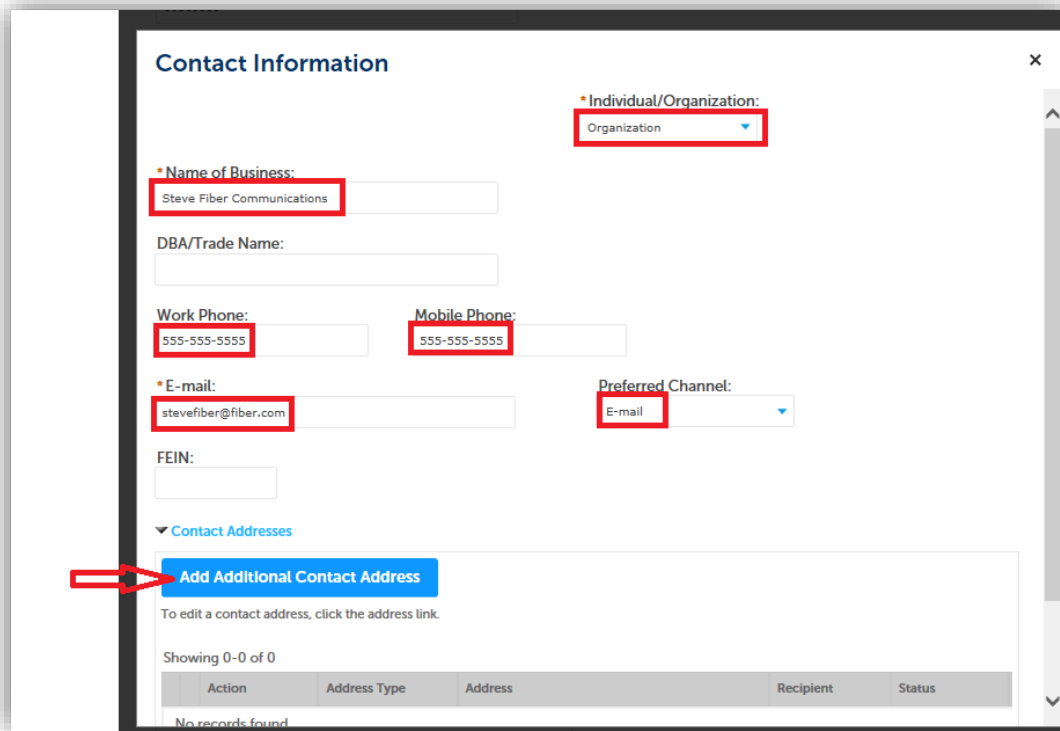 Contact Information
×
*Individual/Organization:
Organization
*Name of Business:
Steve Fiber Communications
DBA/Trade Name:
Work Phone: Mobile Phone:
555-555-5555 555-555-5555
*E-mail: Preferred Channel:
stevefiber@fiber.com E-mail
FEIN:
Contact Addresses
Add Additional Contact Address
To edit a contact address, click the address link.
Showing 0-0 of 0
Action Address Type Address Recipient Status
No records found